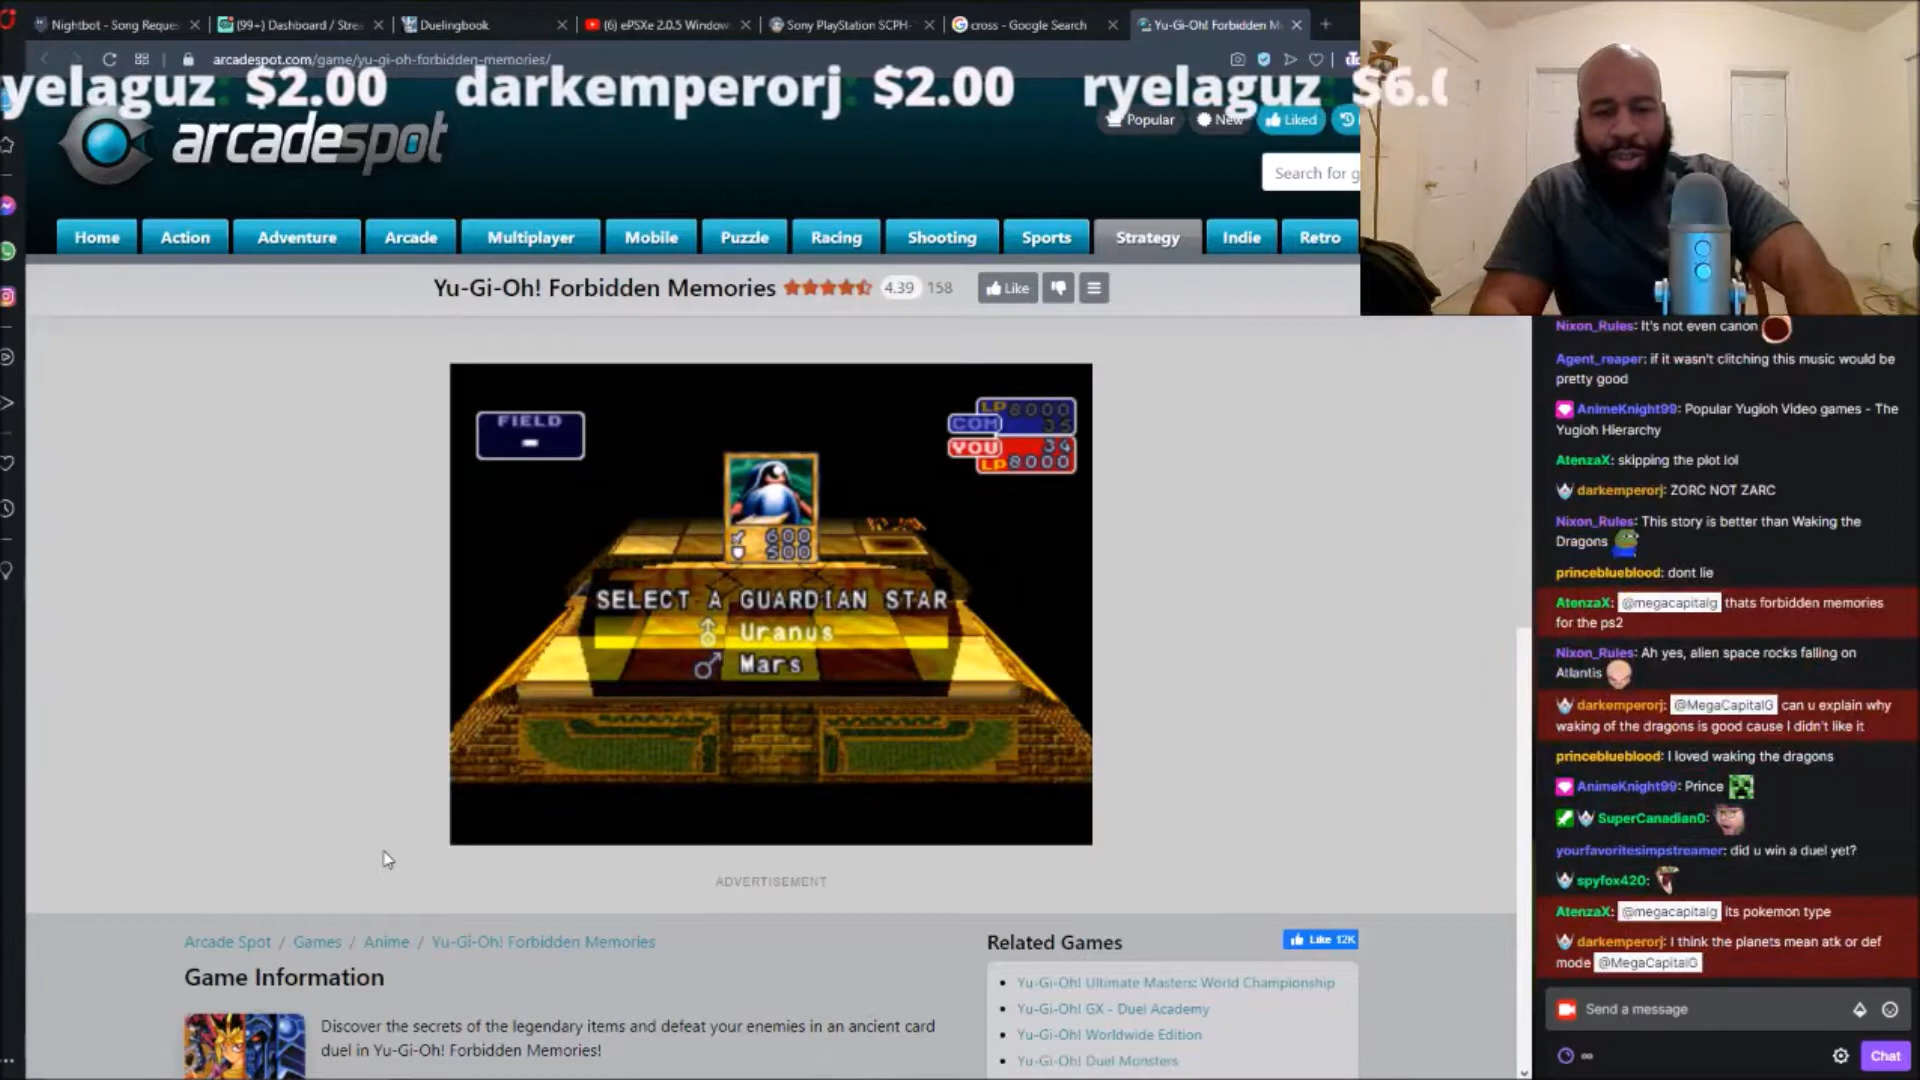 Nightbot - Song Reques
(99+) Dashboard / Strea
Duelingbook
(6) ePSXe 2.0.5 Window
Sony PlayStation SCPH-
cross - Google Search
Yu-Gi-Oh! Forbidden M
arcadespot.com/game/yu-gi-oh-forbidden-memories/
yelaguz: $2.00 darkemperorj: $2.00 ryelaguz: $6.0
arcadespot
Popular
New
Liked
Search for g
Home
Action
Adventure
Arcade
Multiplayer
Mobile
Puzzle
Racing
Shooting
Sports
Strategy
Indie
Retro
Yu-Gi-Oh! Forbidden Memories
4.39
158
Like
FIELD
LP 8000
COM 35
YOU 34
LP 8000
600
500
SELECT A GUARDIAN STAR
Uranus
Mars
ADVERTISEMENT
Arcade Spot / Games / Anime / Yu-Gi-Oh! Forbidden Memories
Game Information
Discover the secrets of the legendary items and defeat your enemies in an ancient card
duel in Yu-Gi-Oh! Forbidden Memories!
Related Games
Like 12K
Yu-Gi-Oh! Ultimate Masters: World Championship
Yu-Gi-Oh! GX - Duel Academy
Yu-Gi-Oh! Worldwide Edition
Yu-Gi-Oh! Duel Monsters
Nixon_Rules: It's not even canon
Agent_reaper: if it wasn't clitching this music would be
pretty good
AnimeKnight99: Popular Yugioh Video games - The
Yugioh Hierarchy
AtenzaX: skipping the plot lol
darkemperorj: ZORC NOT ZARC
Nixon_Rules: This story is better than Waking the
Dragons
princeblueblood: dont lie
AtenzaX: @megacapitalg thats forbidden memories
for the ps2
Nixon_Rules: Ah yes, alien space rocks falling on
Atlantis
darkemperorj: @MegaCapitalG can u explain why
waking of the dragons is good cause I didn't like it
princeblueblood: I loved waking the dragons
AnimeKnight99: Prince
SuperCanadian0:
yourfavoritesimpstreamer: did u win a duel yet?
spyfox420:
AtenzaX: @megacapitalg its pokemon type
darkemperorj: I think the planets mean atk or def
mode @MegaCapitalG
Send a message
Chat